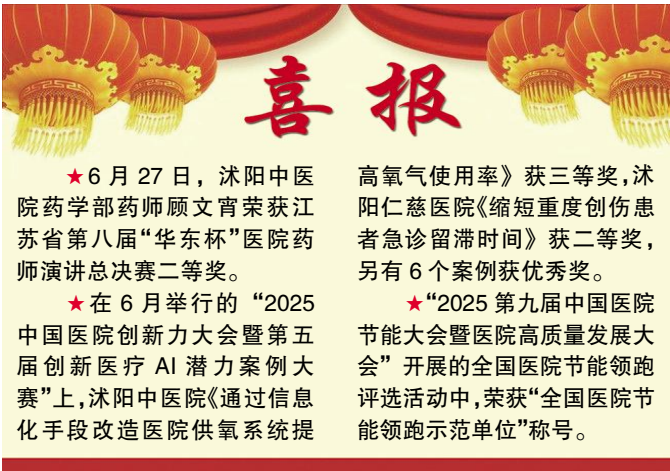 喜报
★6月27日，沭阳中医
院药学部药师顾文宵荣获江
苏省第八届“华东杯”医院药
师演讲总决赛二等奖。
★在6月举行的“2025
中国医院创新力大会暨第五
届创新医疗AI潜力案例大
赛”上,沭阳中医院《通过信息
化手段改造医院供氧系统提
高氧气使用率》获三等奖,沭
阳仁慈医院《缩短重度创伤患
者急诊留滞时间》获二等奖，
另有6个案例获优秀奖。
★“2025第九届中国医院
节能大会暨医院高质量发展大
会”开展的全国医院节能领跑
评选活动中,荣获“全国医院节
能领跑示范单位”称号。